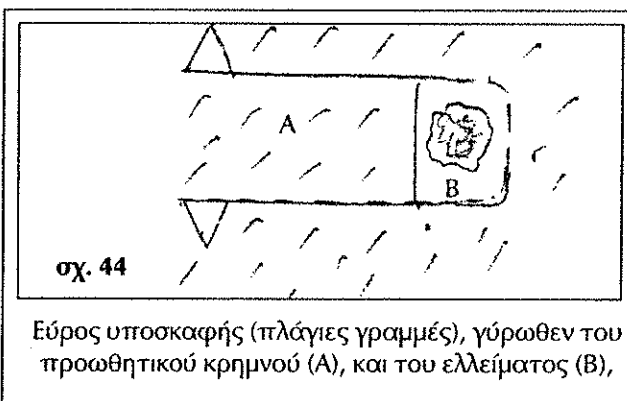 A
B
σχ. 44
Εύρος υποσκαφής (πλάγιες γραμμές), γύρωθεν του
προωθητικού κρημνού (Α), και του ελλείματος (Β),